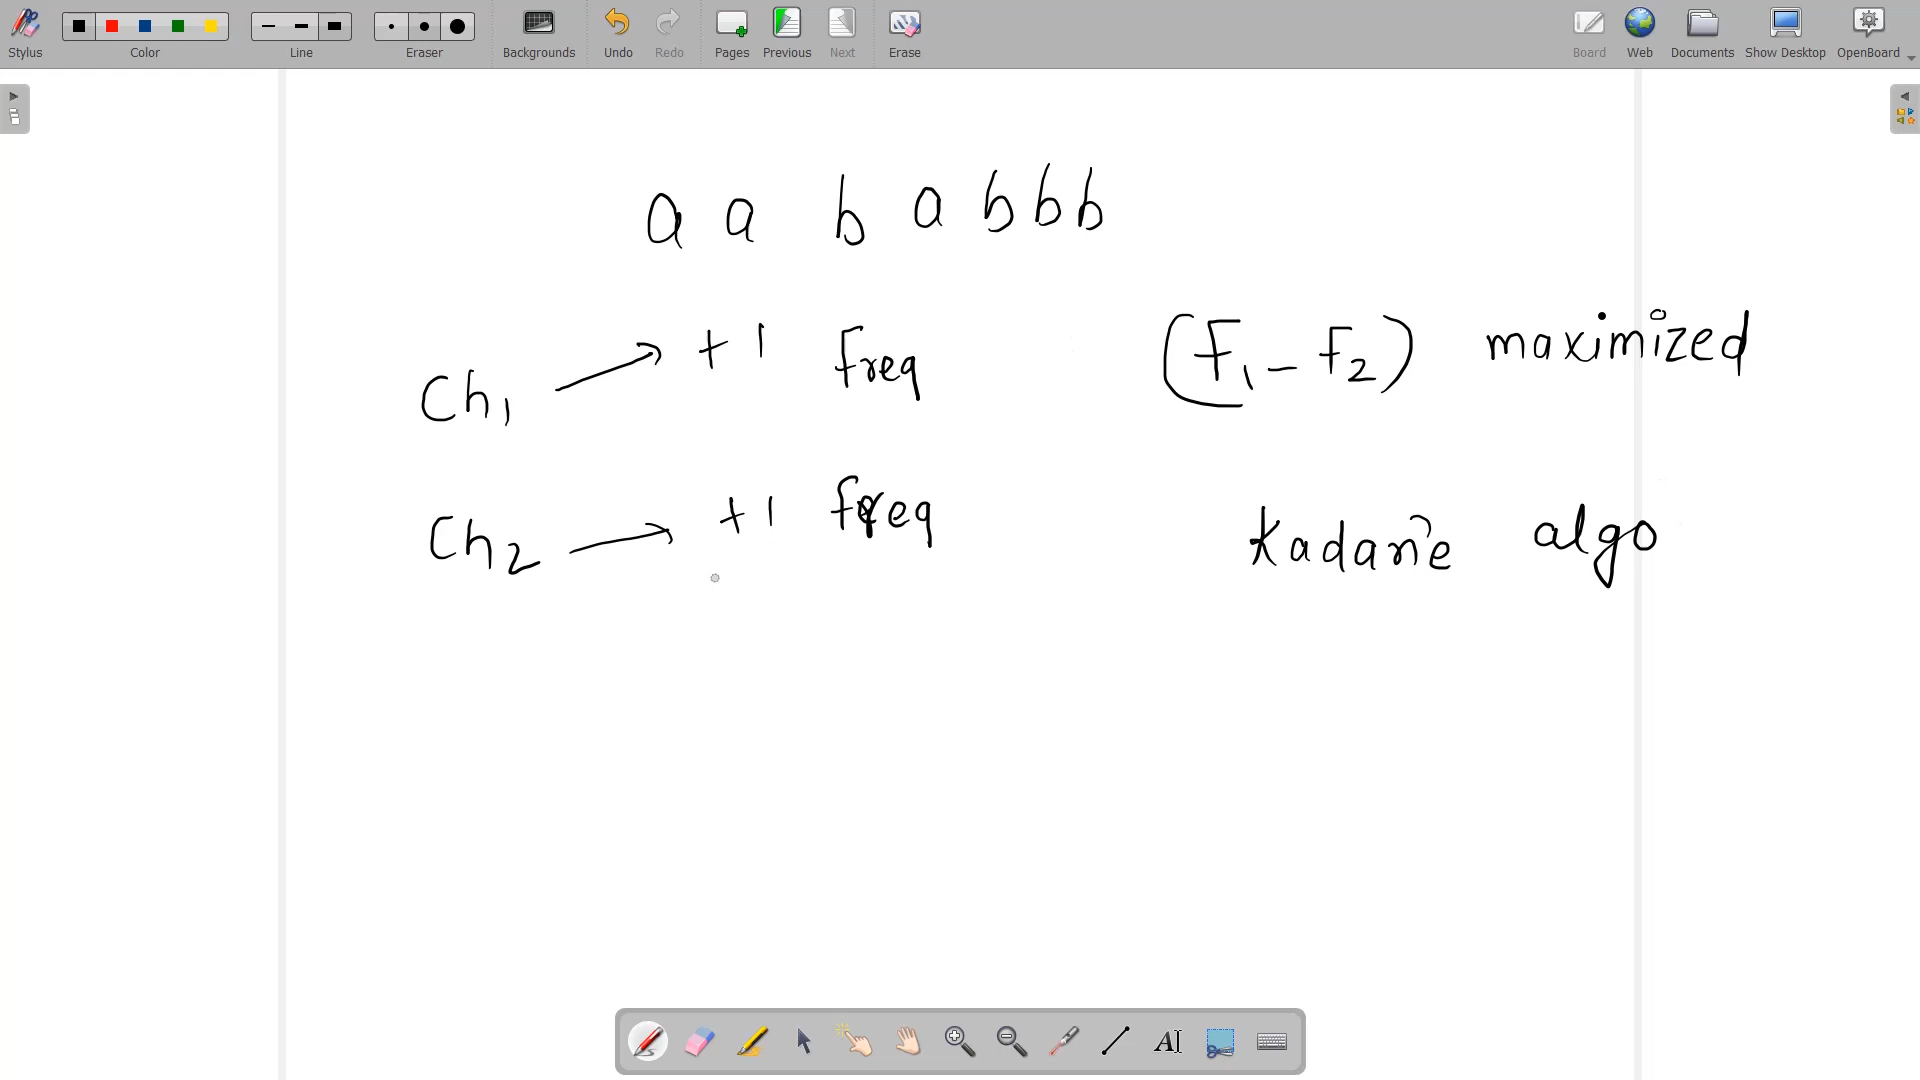 Stylus Color Line Eraser Backgrounds Undo Redo Pages Previous Next Erase Board Web Documents Show Desktop OpenBoard
a a b a b b b
Ch1 → +1 freq (F1 - F2) maximized
Ch2 → +1 freq Kadan'e algo